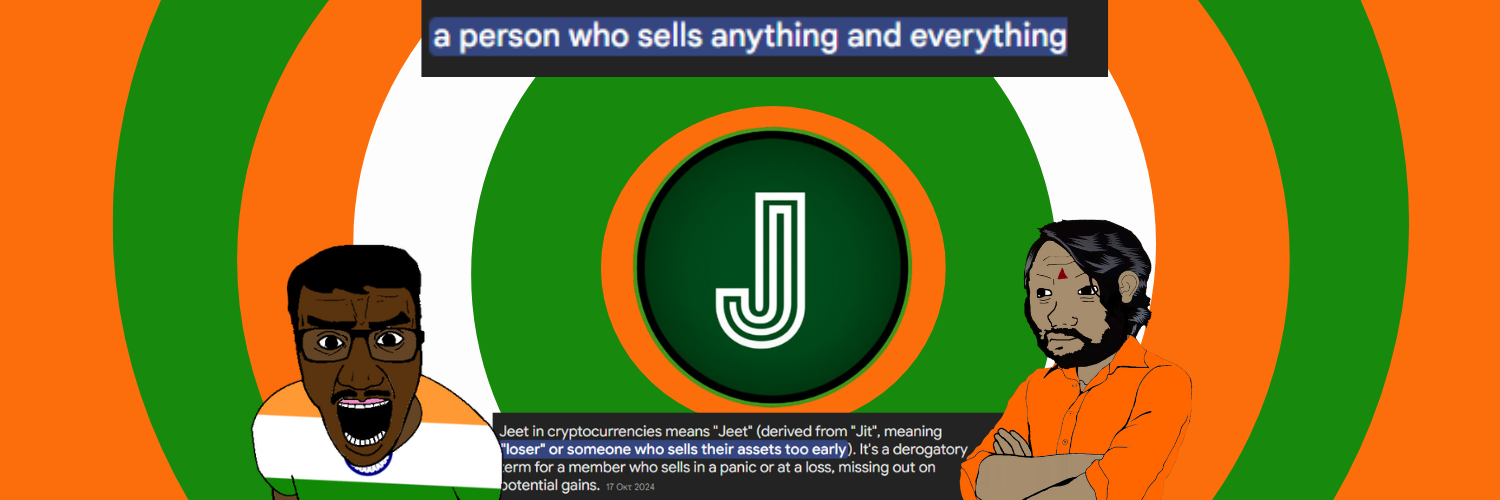 a person who sells anything and everything
J
Jeet in cryptocurrencies means "Jeet" (derived from "Jit", meaning
"loser" or someone who sells their assets too early). It's a derogatory
term for a member who sells in a panic or at a loss, missing out on
potential gains. 17 Окт 2024